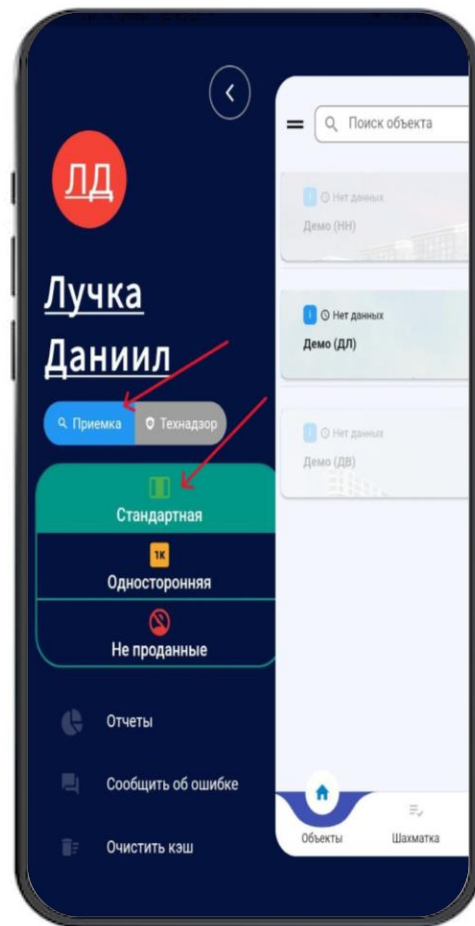 ЛД
Лучка
Даниил
Приемка
Технадзор
Стандартная
1К
Односторонняя
Не проданные
Отчеты
Сообщить об ошибке
Очистить кэш
Поиск объекта
i Нет данных
Демо (НН)
i Нет данных
Демо (ДЛ)
i Нет данных
Демо (ДВ)
Объекты
Шахматка